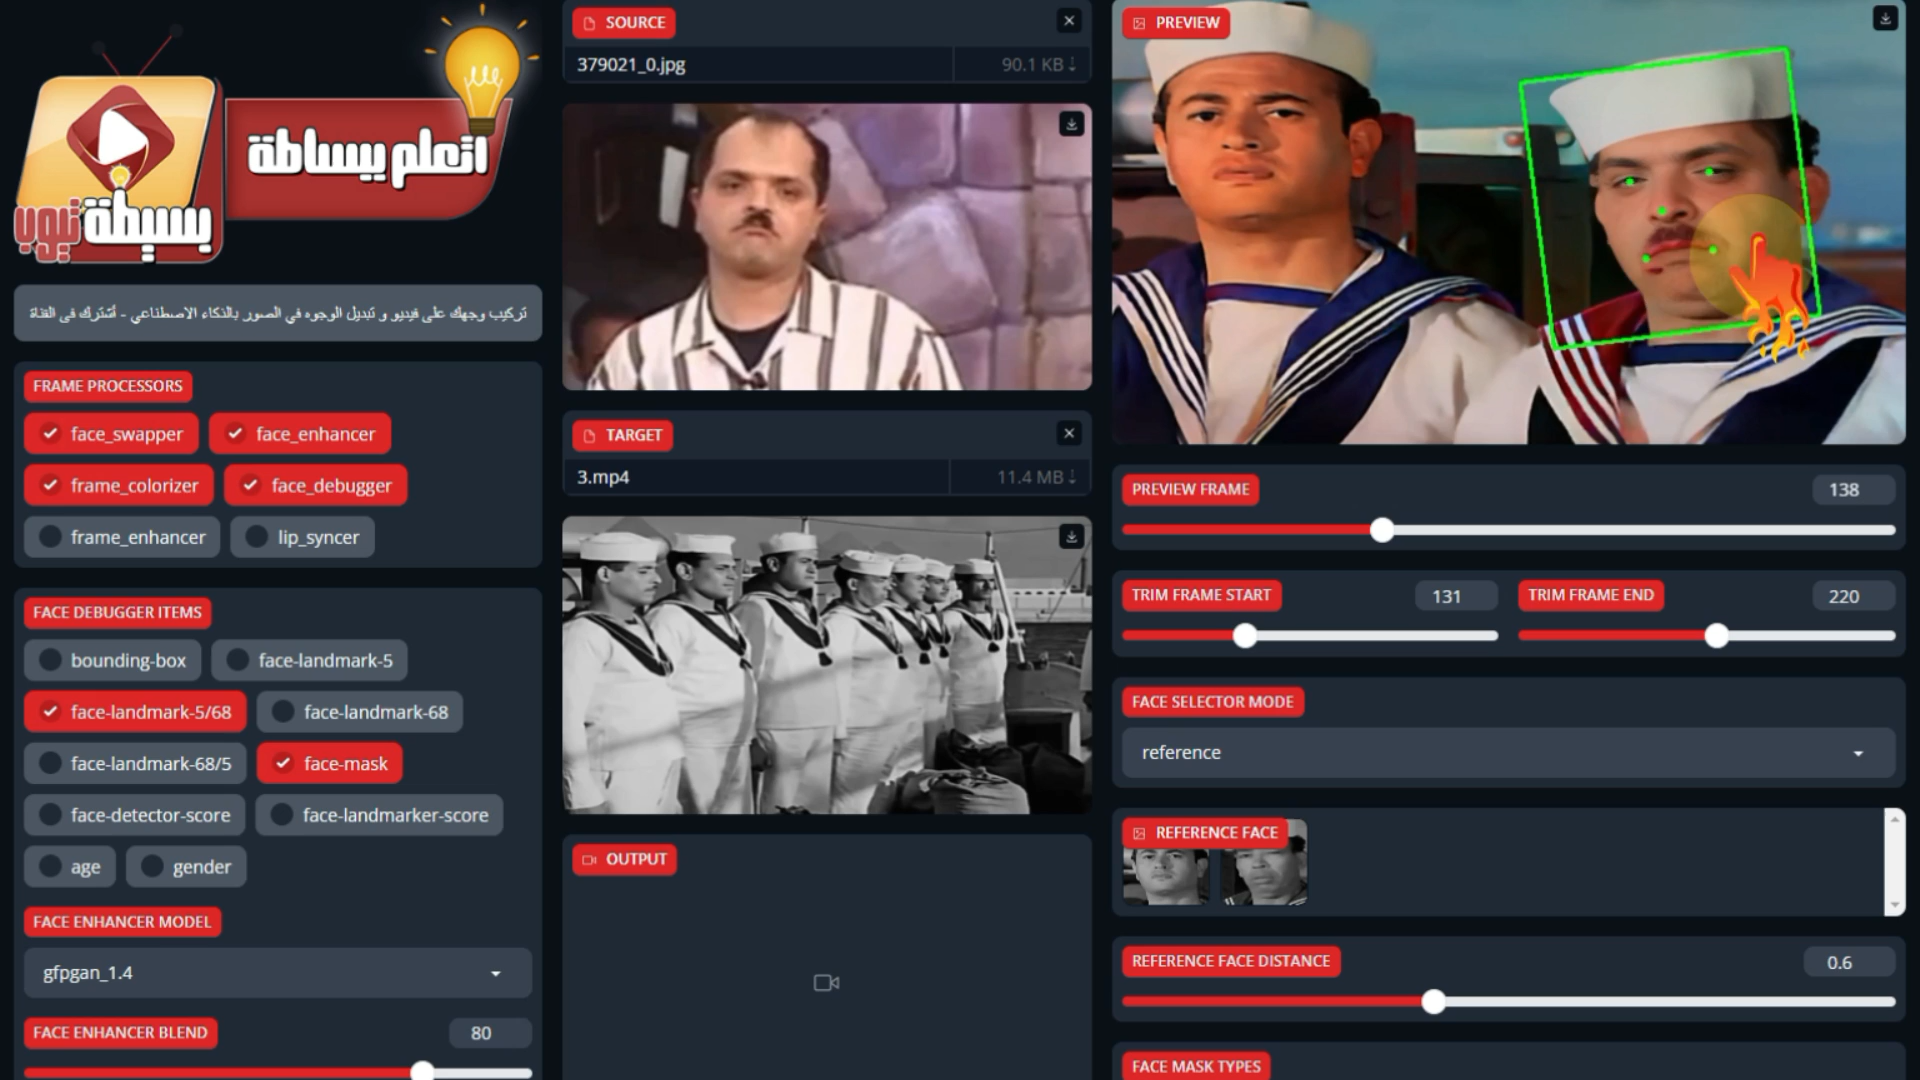 اتعلم ببساطة
بسيطة تيوب
تركيب وجهك على فيديو و تبديل الوجوه في الصور بالذكاء الاصطناعي - أشترك في القناة
FRAME PROCESSORS
face_swapper
face_enhancer
frame_colorizer
face_debugger
frame_enhancer
lip_syncer
FACE DEBUGGER ITEMS
bounding-box
face-landmark-5
face-landmark-5/68
face-landmark-68
face-landmark-68/5
face-mask
face-detector-score
face-landmarker-score
age
gender
FACE ENHANCER MODEL
gfpgan_1.4
FACE ENHANCER BLEND
80
SOURCE
379021_0.jpg
90.1 KB ↓
TARGET
3.mp4
11.4 MB ↓
OUTPUT
PREVIEW
PREVIEW FRAME
138
TRIM FRAME START
131
TRIM FRAME END
220
FACE SELECTOR MODE
reference
REFERENCE FACE
REFERENCE FACE DISTANCE
0.6
FACE MASK TYPES